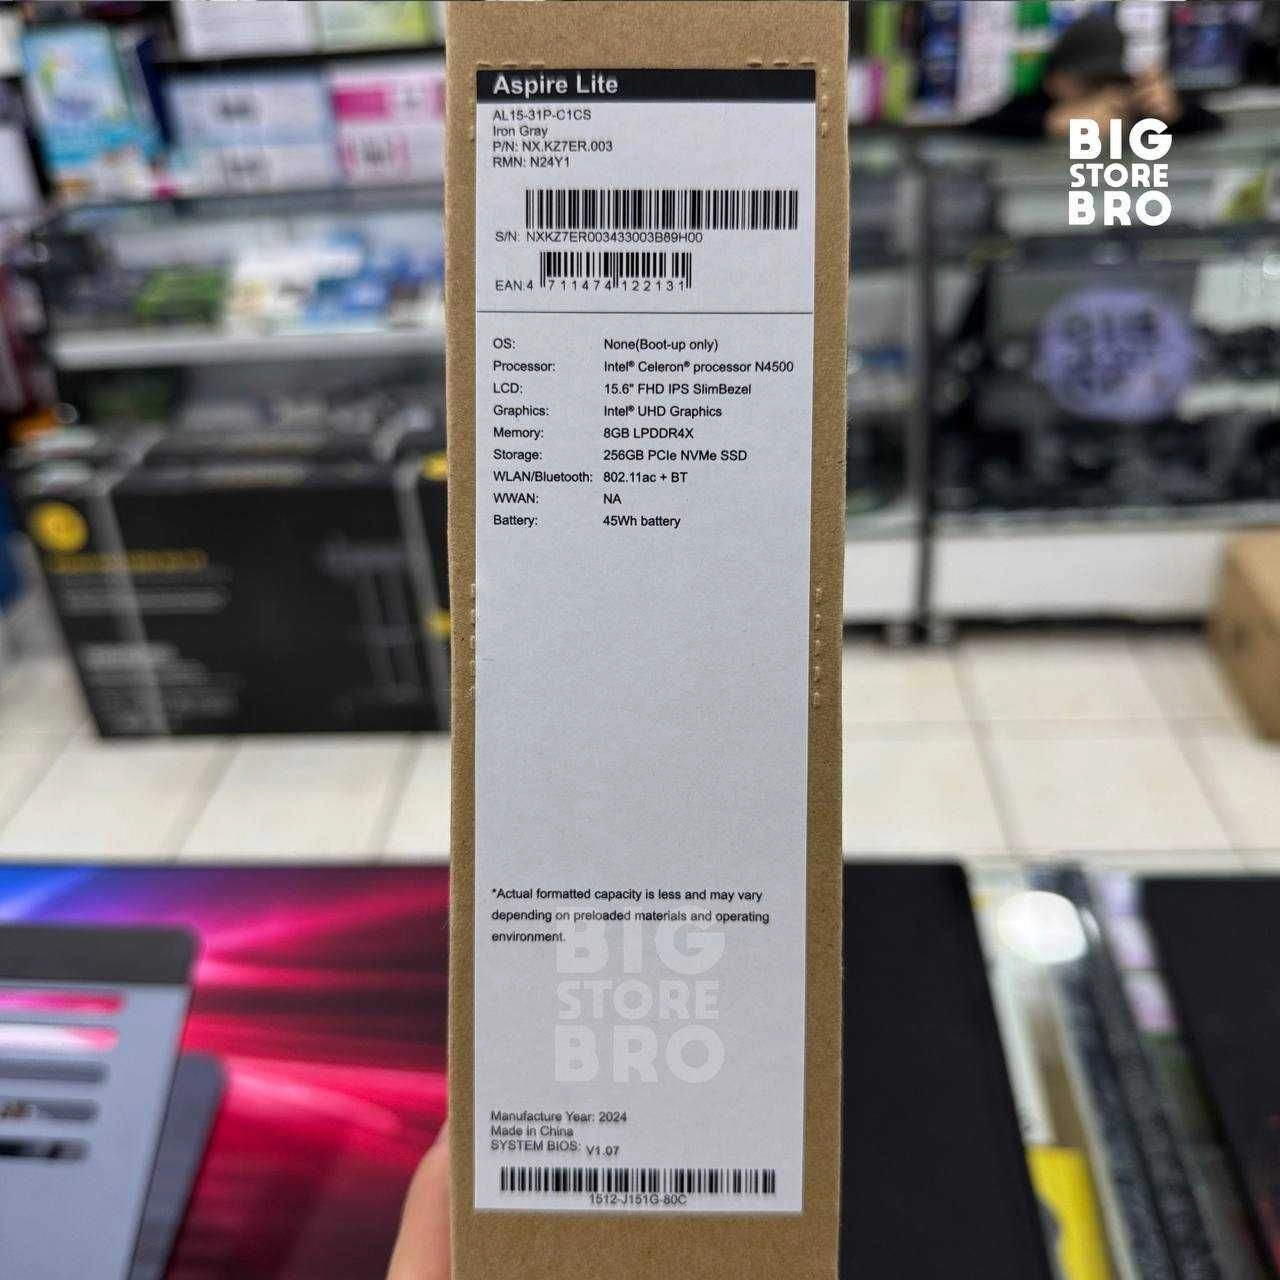 Aspire Lite
AL15-31P-C1CS
Iron Gray
P/N: NX.KZ7ER.003
RMN: N24Y1
S/N: NXKZ7ER003433003B89H00
EAN:4 711474 122131
OS: None(Boot-up only)
Processor: Intel® Celeron® processor N4500
LCD: 15.6" FHD IPS SlimBezel
Graphics: Intel® UHD Graphics
Memory: 8GB LPDDR4X
Storage: 256GB PCIe NVMe SSD
WLAN/Bluetooth: 802.11ac + BT
WWAN: NA
Battery: 45Wh battery
*Actual formatted capacity is less and may vary
depending on preloaded materials and operating
environment.
BIG
STORE
BRO
Manufacture Year: 2024
Made in China
SYSTEM BIOS: V1.07
1512-J151G-80C
BIG
STORE
BRO